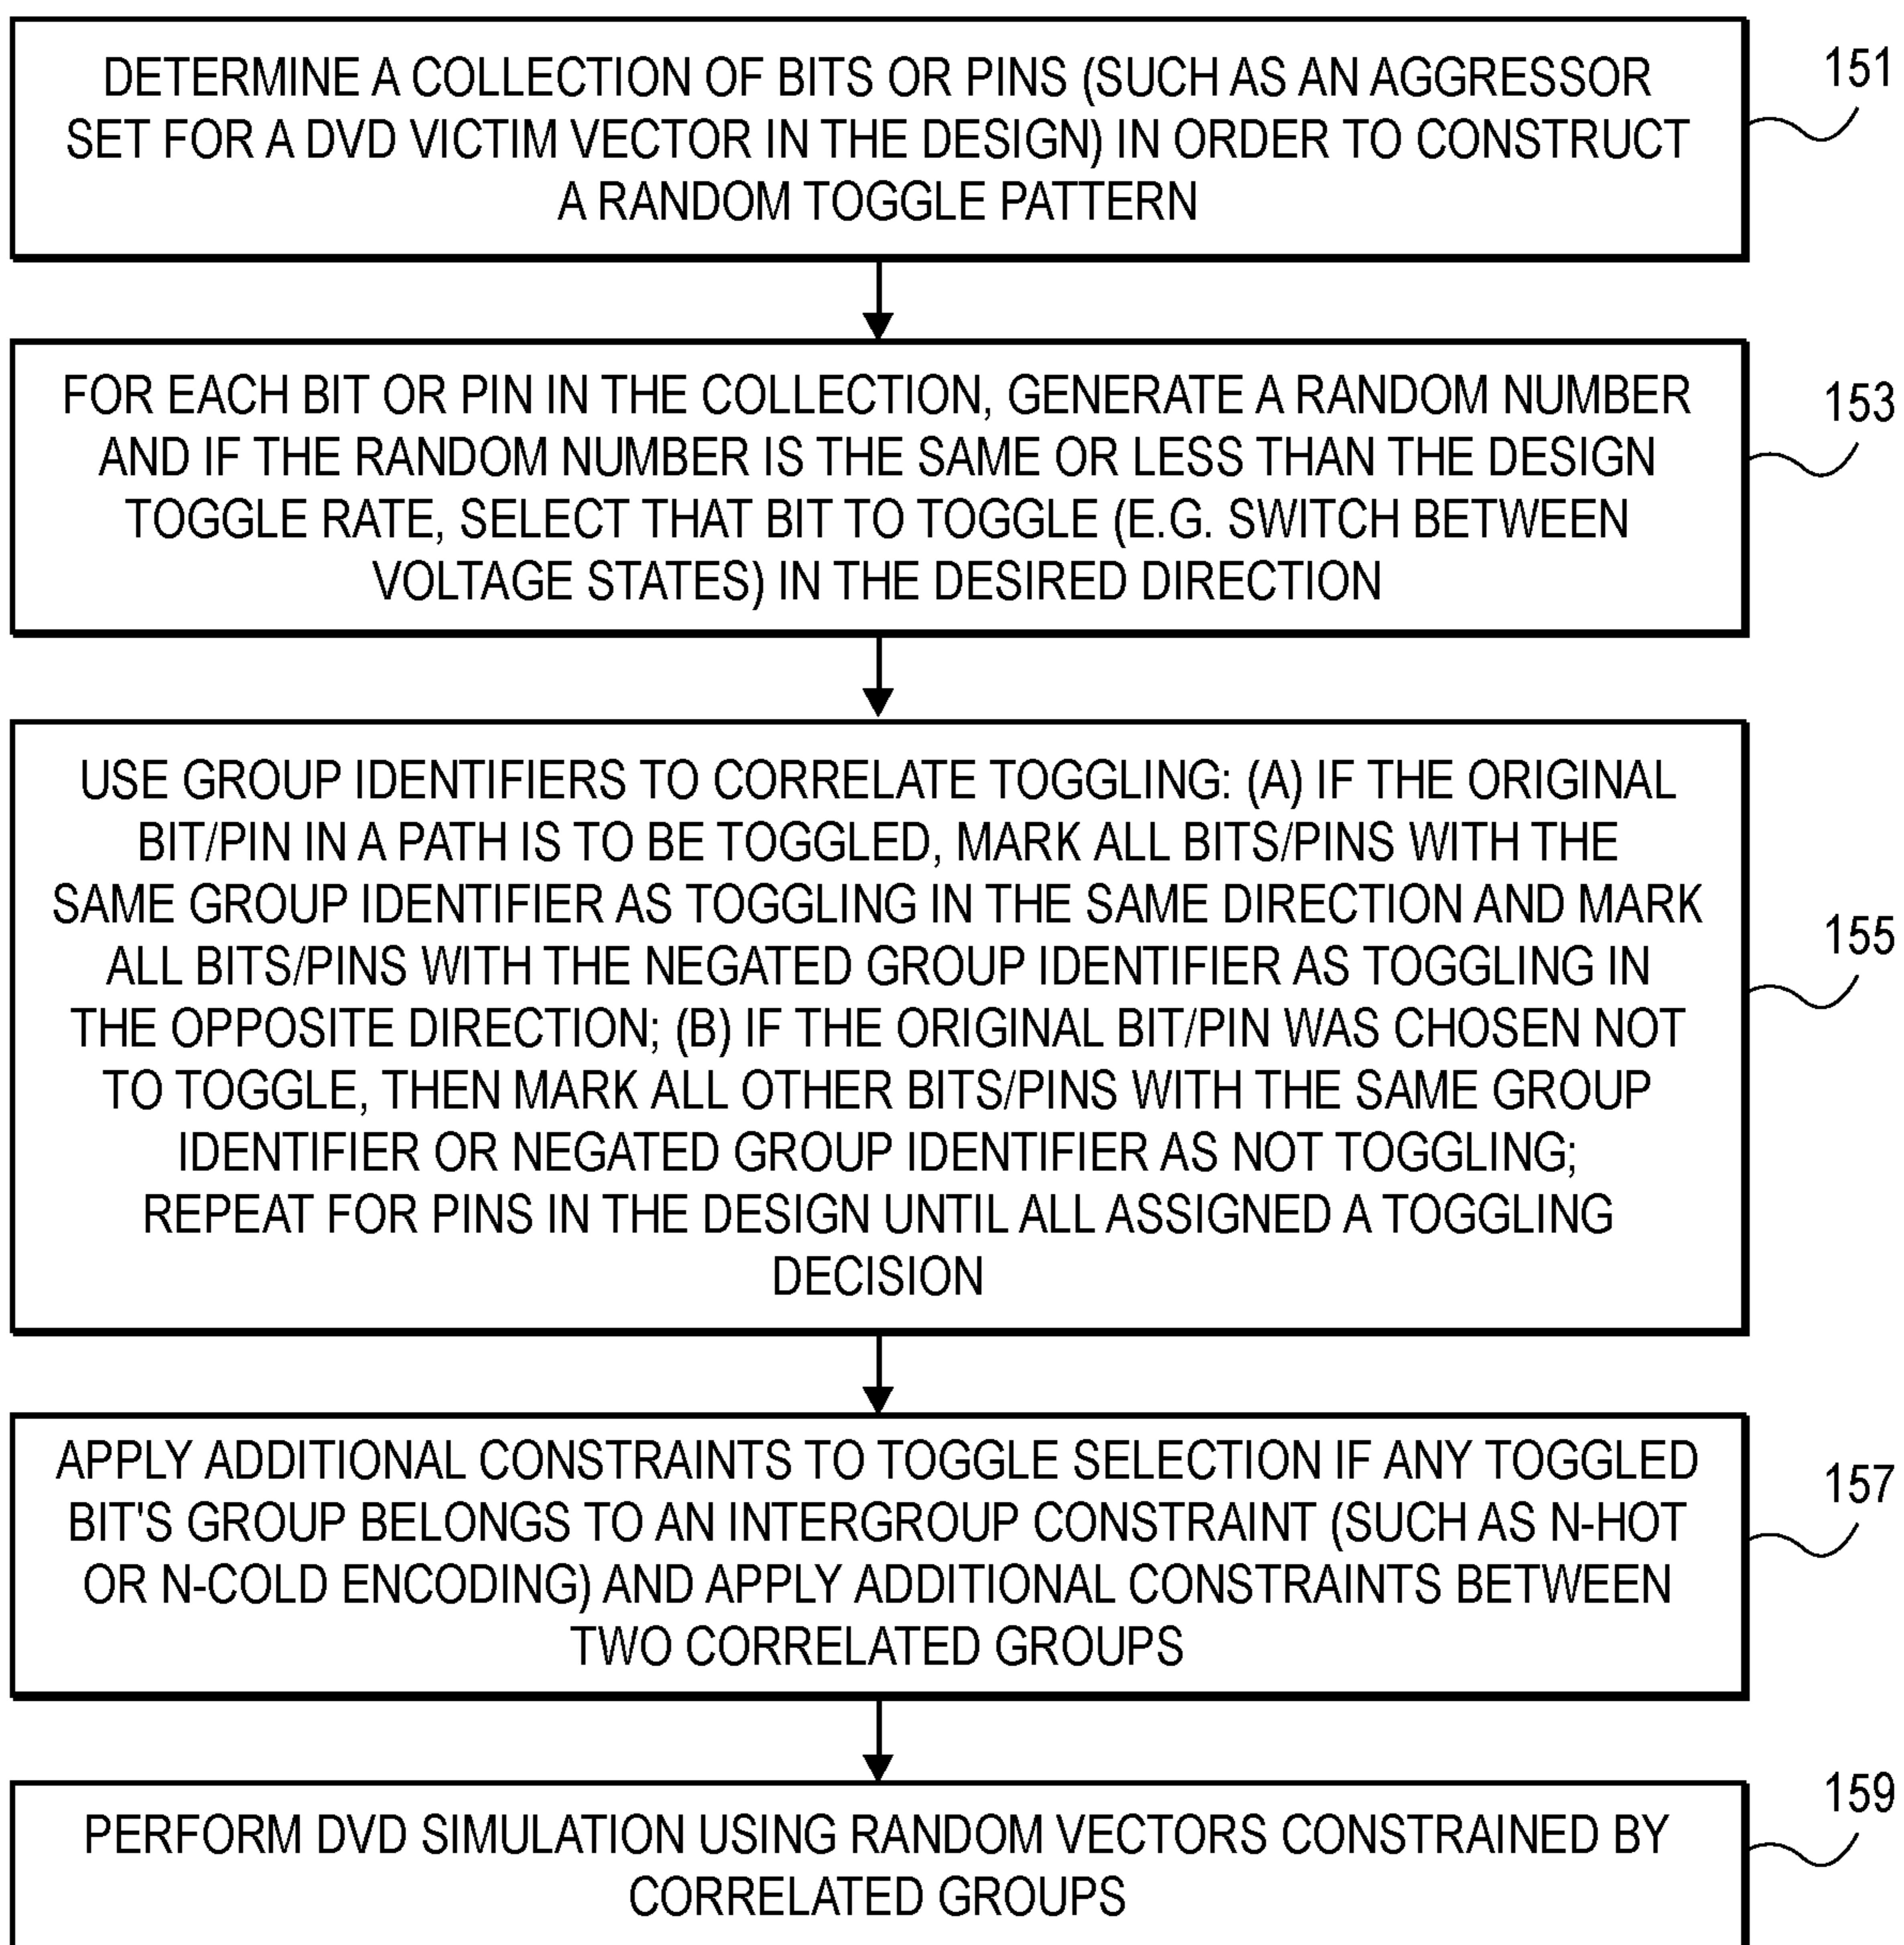 DETERMINE A COLLECTION OF BITS OR PINS (SUCH AS AN AGGRESSOR
SET FOR A DVD VICTIM VECTOR IN THE DESIGN) IN ORDER TO CONSTRUCT
A RANDOM TOGGLE PATTERN
151
FOR EACH BIT OR PIN IN THE COLLECTION, GENERATE A RANDOM NUMBER
AND IF THE RANDOM NUMBER IS THE SAME OR LESS THAN THE DESIGN
TOGGLE RATE, SELECT THAT BIT TO TOGGLE (E.G. SWITCH BETWEEN
VOLTAGE STATES) IN THE DESIRED DIRECTION
153
USE GROUP IDENTIFIERS TO CORRELATE TOGGLING: (A) IF THE ORIGINAL
BIT/PIN IN A PATH IS TO BE TOGGLED, MARK ALL BITS/PINS WITH THE
SAME GROUP IDENTIFIER AS TOGGLING IN THE SAME DIRECTION AND MARK
ALL BITS/PINS WITH THE NEGATED GROUP IDENTIFIER AS TOGGLING IN
THE OPPOSITE DIRECTION; (B) IF THE ORIGINAL BIT/PIN WAS CHOSEN NOT
TO TOGGLE, THEN MARK ALL OTHER BITS/PINS WITH THE SAME GROUP
IDENTIFIER OR NEGATED GROUP IDENTIFIER AS NOT TOGGLING;
REPEAT FOR PINS IN THE DESIGN UNTIL ALL ASSIGNED A TOGGLING
DECISION
155
APPLY ADDITIONAL CONSTRAINTS TO TOGGLE SELECTION IF ANY TOGGLED
BIT'S GROUP BELONGS TO AN INTERGROUP CONSTRAINT (SUCH AS N-HOT
OR N-COLD ENCODING) AND APPLY ADDITIONAL CONSTRAINTS BETWEEN
TWO CORRELATED GROUPS
157
PERFORM DVD SIMULATION USING RANDOM VECTORS CONSTRAINED BY
CORRELATED GROUPS
159